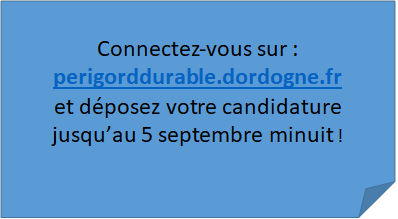 Connectez-vous sur :
perigorddurable.dordogne.fr
et déposez votre candidature
jusqu’au 5 septembre minuit !